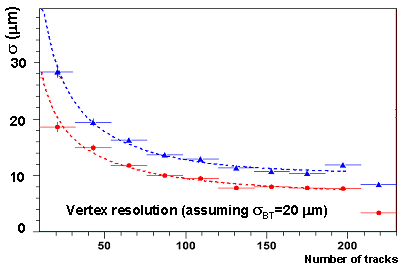 σ (μm)
30
20
10
0
Vertex resolution (assuming σBT=20 μm)
50
100
150
200
Number of tracks